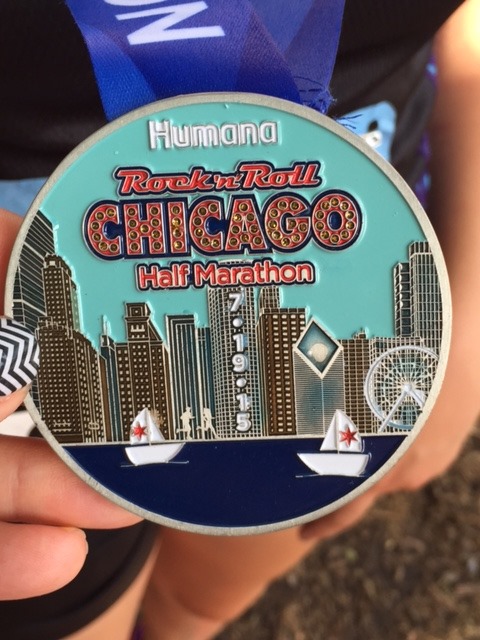 Humana
Rock'n'Roll
CHICAGO
Half Marathon
7•19•15